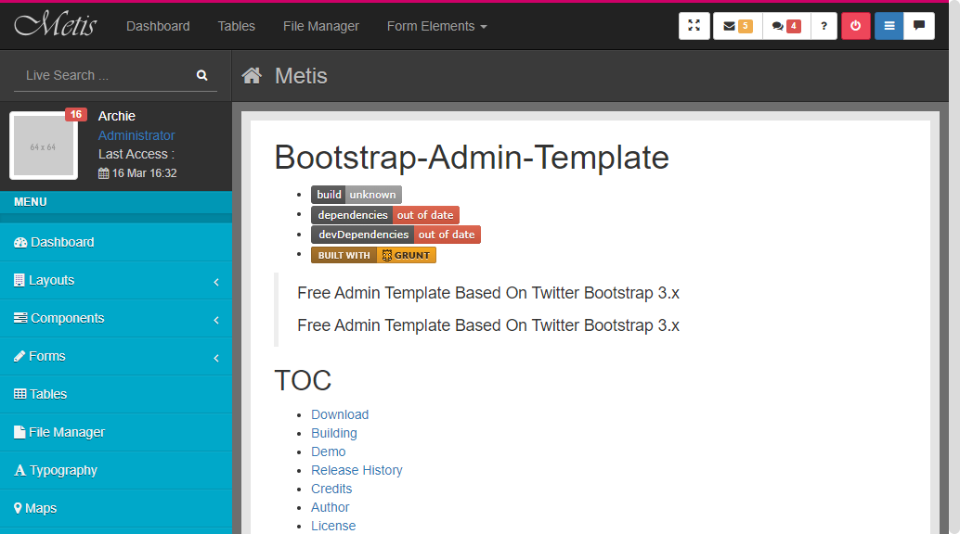 Metis Dashboard Tables File Manager Form Elements 5 4 ?
Live Search ...
Metis
16
64 x 64
Archie
Administrator
Last Access :
16 Mar 16:32
MENU
Dashboard
Layouts
Components
Forms
Tables
File Manager
Typography
Maps
Bootstrap-Admin-Template
build unknown
dependencies out of date
devDependencies out of date
BUILT WITH GRUNT
Free Admin Template Based On Twitter Bootstrap 3.x
Free Admin Template Based On Twitter Bootstrap 3.x
TOC
Download
Building
Demo
Release History
Credits
Author
License